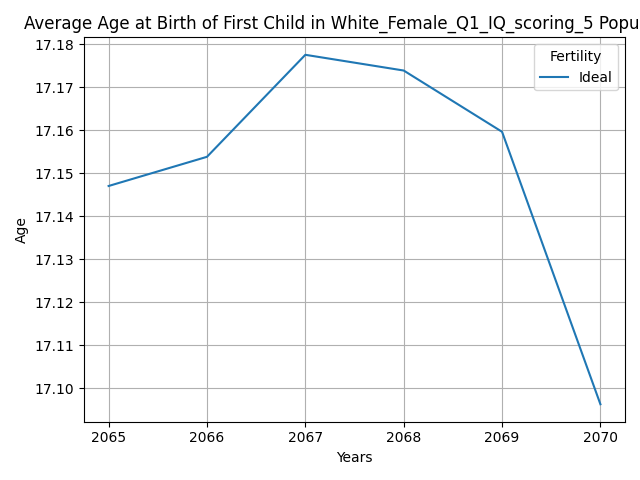 Average Age at Birth of First Child in White_Female_Q1_IQ_scoring_5 Popu
17.18
17.17
17.16
17.15
17.14
17.13
17.12
17.11
17.10
Age
Fertility
Ideal
2065 2066 2067 2068 2069 2070
Years